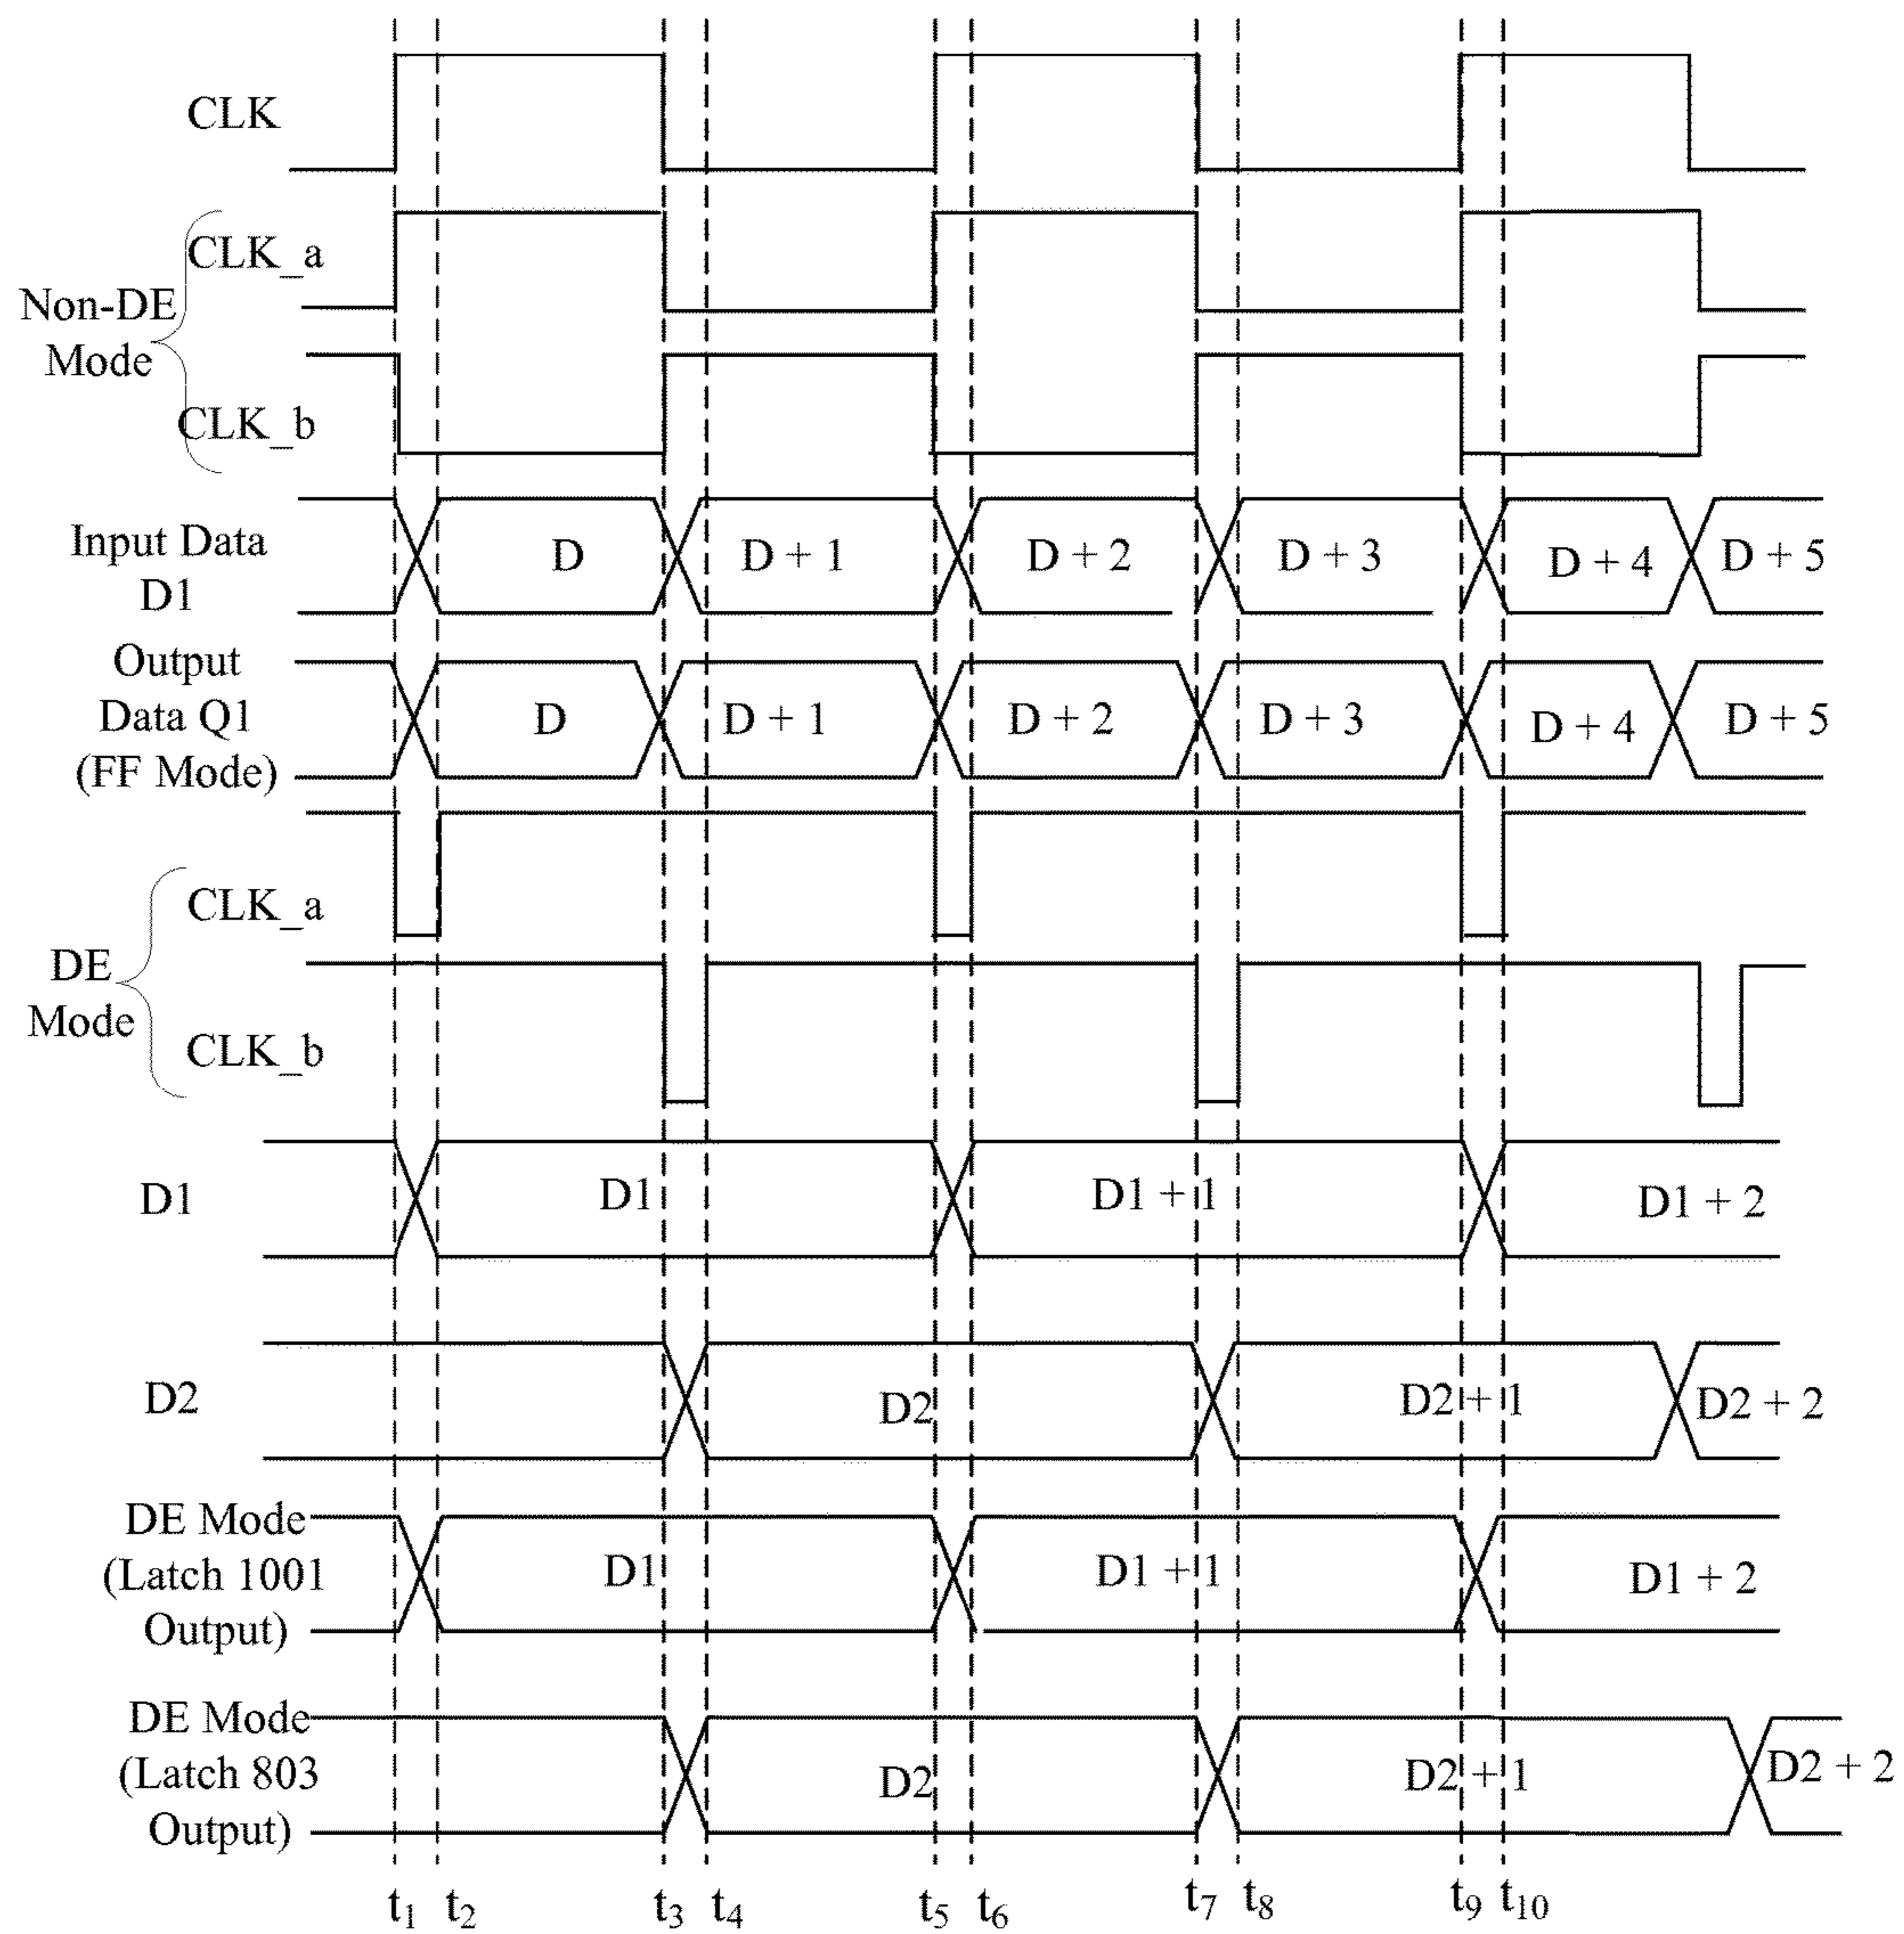 CLK
CLK_a
Non-DE
Mode
CLK_b
Input Data
D1
D
D + 1
D + 2
D + 3
D + 4
D + 5
Output
Data Q1
(FF Mode)
D
D + 1
D + 2
D + 3
D + 4
D + 5
CLK_a
DE
Mode
CLK_b
D1
D1
D1 + 1
D1 + 2
D2
D2
D2 + 1
D2 + 2
DE Mode
(Latch 1001
Output)
D1
D1 + 1
D1 + 2
DE Mode
(Latch 803
Output)
D2
D2 + 1
D2 + 2
t1 t2 t3 t4 t5 t6 t7 t8 t9 t10